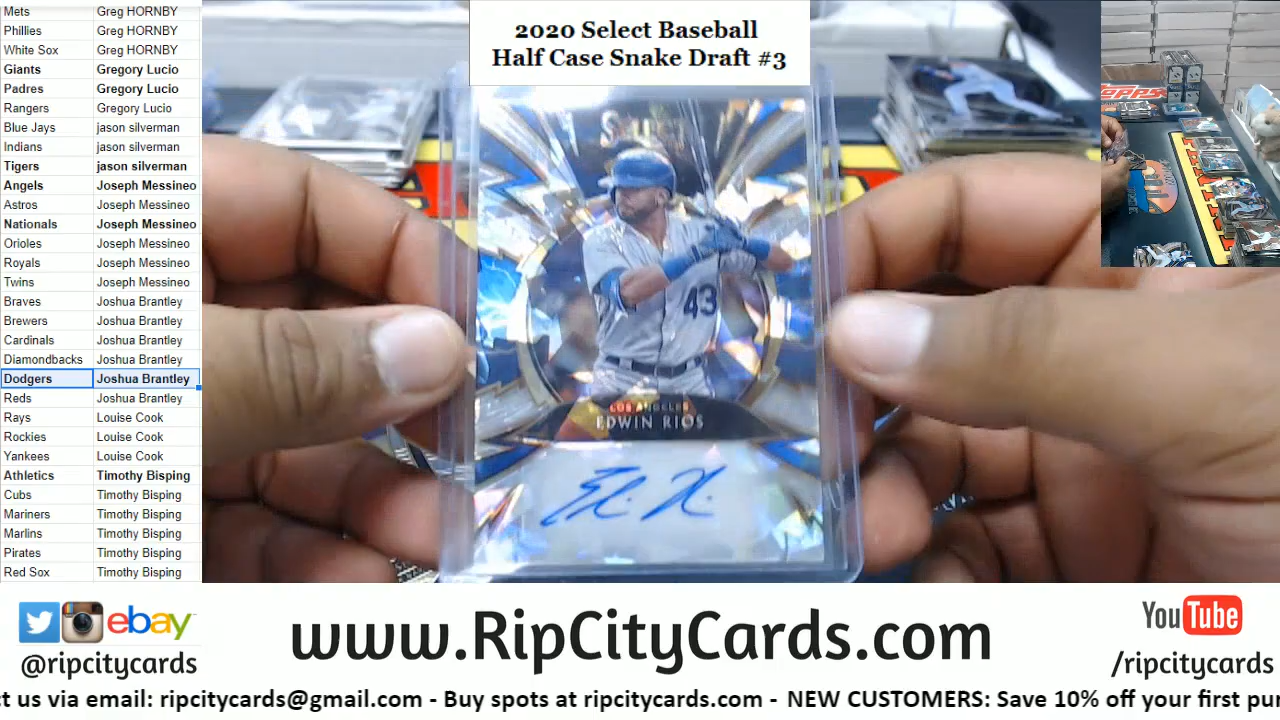 Mets Greg HORNBY
Phillies Greg HORNBY
White Sox Greg HORNBY
Giants Gregory Lucio
Padres Gregory Lucio
Rangers Gregory Lucio
Blue Jays jason silverman
Indians jason silverman
Tigers jason silverman
Angels Joseph Messineo
Astros Joseph Messineo
Nationals Joseph Messineo
Orioles Joseph Messineo
Royals Joseph Messineo
Twins Joseph Messineo
Braves Joshua Brantley
Brewers Joshua Brantley
Cardinals Joshua Brantley
Diamondbacks Joshua Brantley
Dodgers Joshua Brantley
Reds Joshua Brantley
Rays Louise Cook
Rockies Louise Cook
Yankees Louise Cook
Athletics Timothy Bisping
Cubs Timothy Bisping
Mariners Timothy Bisping
Marlins Timothy Bisping
Pirates Timothy Bisping
Red Sox Timothy Bisping
2020 Select Baseball
Half Case Snake Draft #3
SELECT
43
LOS ANGELES
EDWIN RIOS
TOPPS
ebay
@ripcitycards
www.RipCityCards.com
YouTube
/ripcitycards
ct us via email: ripcitycards@gmail.com - Buy spots at ripcitycards.com - NEW CUSTOMERS: Save 10% off your first pur